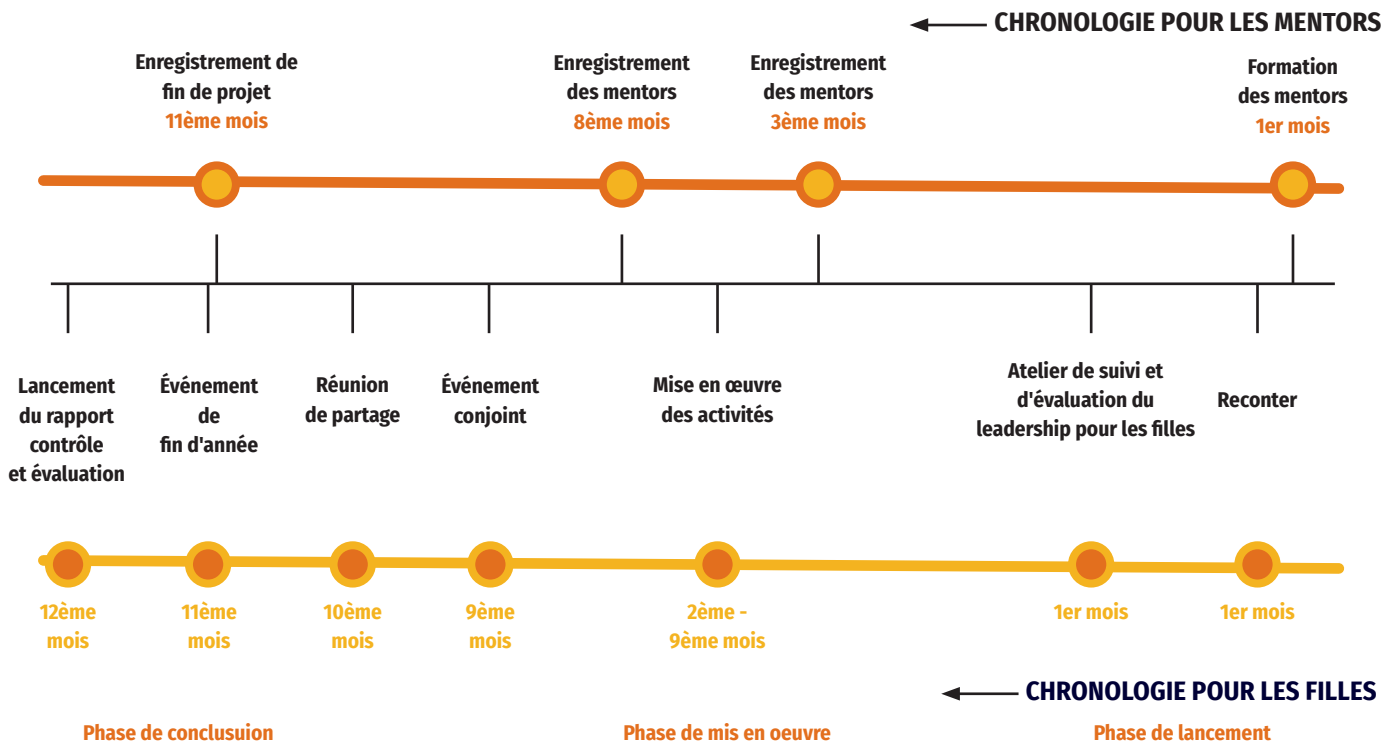 CHRONOLOGIE POUR LES MENTORS
Enregistrement de
fin de projet
11ème mois
Enregistrement
des mentors
8ème mois
Enregistrement
des mentors
3ème mois
Formation
des mentors
1er mois
Lancement
du rapport
contrôle
et évaluation
Événement
de
fin d'année
Réunion
de partage
Événement
conjoint
Mise en œuvre
des activités
Atelier de suivi et
d'évaluation du
leadership pour les filles
Reconter
12ème
mois
11ème
mois
10ème
mois
9ème
mois
2ème -
9ème mois
1er mois
1er mois
CHRONOLOGIE POUR LES FILLES
Phase de conclusuion
Phase de mis en oeuvre
Phase de lancement